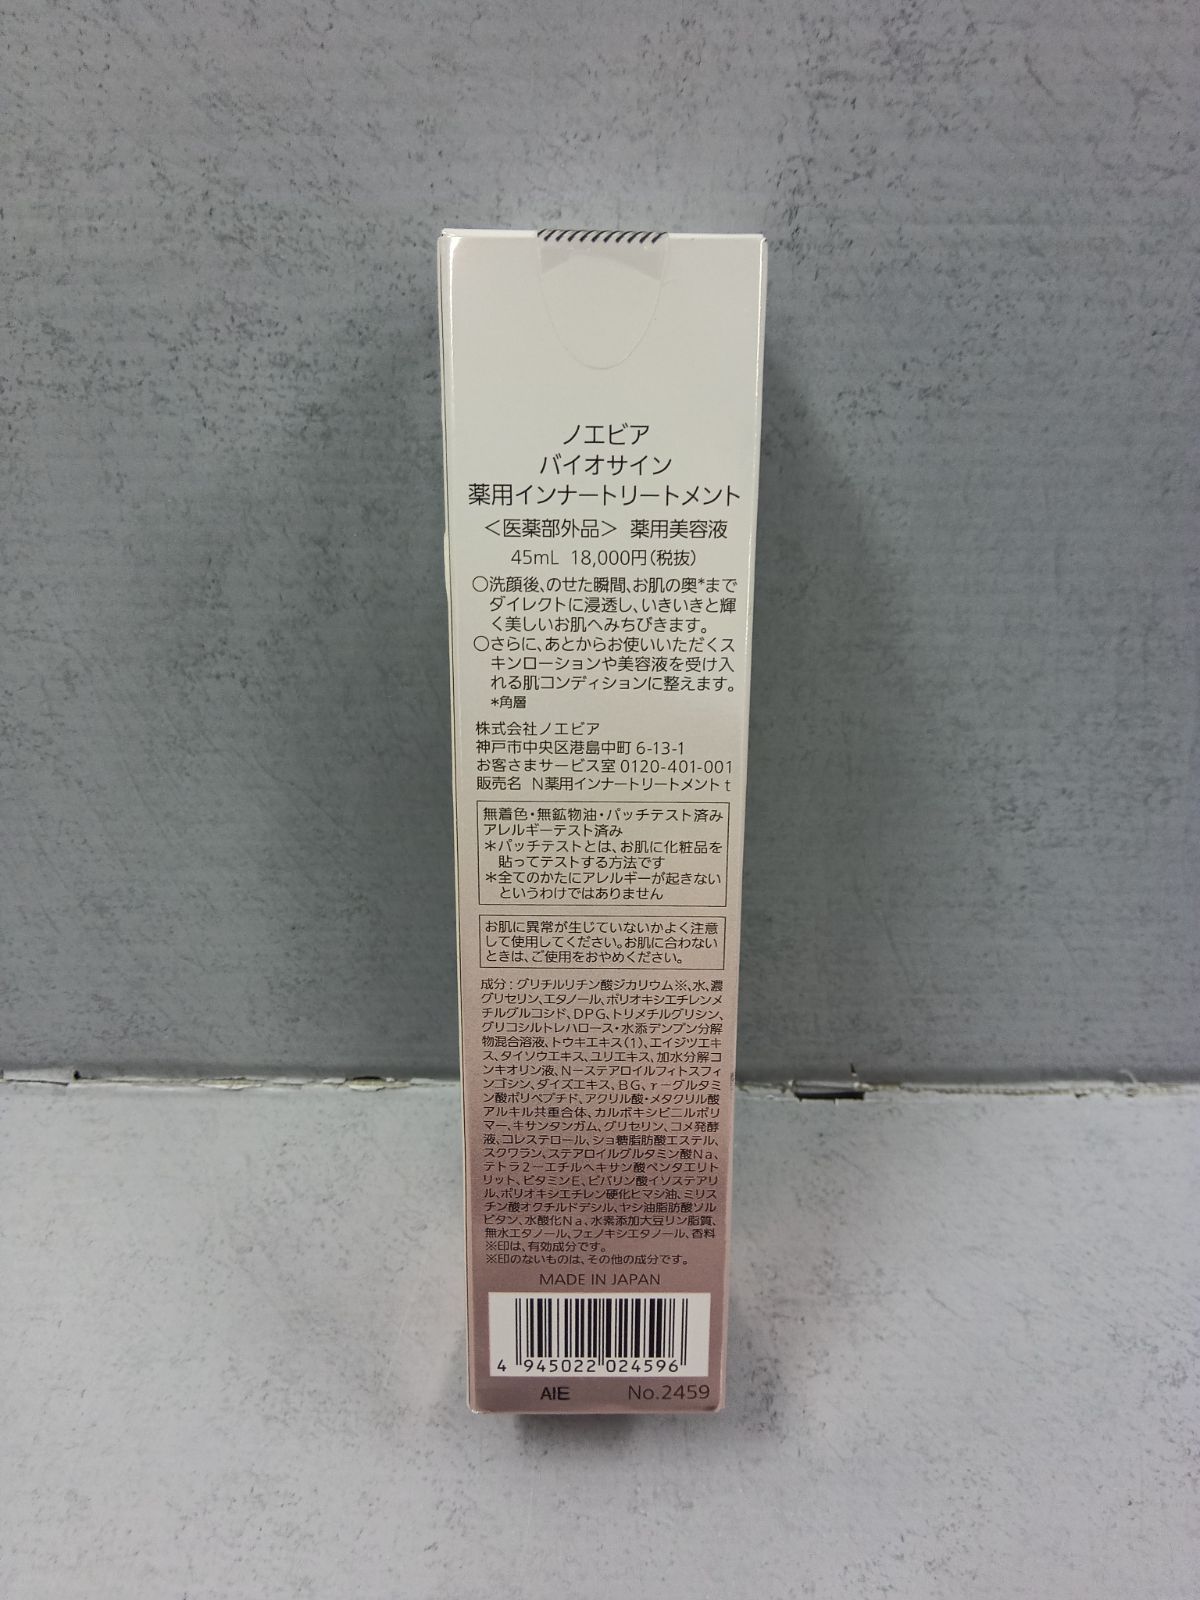 ノエビア
バイオサイン
薬用インナートリートメント
＜医薬部外品＞ 薬用美容液
45mL 18,000円(税抜)
○洗顔後、のせた瞬間、お肌の奥*まで
ダイレクトに浸透し、いきいきと輝
く美しいお肌へみちびきます。
○さらに、あとからお使いいただくス
キンローションや美容液を受け入
れる肌コンディションに整えます。
*角層
株式会社ノエビア
神戸市中央区港島中町 6-13-1
お客さまサービス室 0120-401-001
販売名 N薬用インナートリートメント t
無着色・無鉱物油・パッチテスト済み
アレルギーテスト済み
*パッチテストとは、お肌に化粧品を
貼ってテストする方法です
*全てのかたにアレルギーが起きない
というわけではありません
お肌に異常が生じていないかよく注意
して使用してください。お肌に合わない
ときは、ご使用をおやめください。
成分：グリチルリチン酸ジカリウム※、水、濃
グリセリン、エタノール、ポリオキシエチレンメ
チルグルコシド、DPG、トリメチルグリシン、
グリコシルトレハロース・水添デンプン分解
物混合溶液、トウキエキス(1)、エイジツエキ
ス、タイソウエキス、ユリエキス、加水分解コ
ンキオリン液、N－ステアロイルフィトスフィ
ンゴシン、ダイズエキス、BG、r－グルタミ
ン酸ポリペプチド、アクリル酸・メタクリル酸
アルキル共重合体、カルボキシビニルポリ
マー、キサンタンガム、グリセリン、コメ発酵
液、コレステロール、ショ糖脂肪酸エステル、
スクワラン、ステアロイルグルタミン酸Na、
テトラ2－エチルヘキサン酸ペンタエリト
リット、ビタミンE、ピバリン酸イソステアリ
ル、ポリオキシエチレン硬化ヒマシ油、ミリス
チン酸オクチルドデシル、ヤシ油脂肪酸ソル
ビタン、水酸化Na、水素添加大豆リン脂質、
無水エタノール、フェノキシエタノール、香料
※印は、有効成分です。
※印のないものは、その他の成分です。
MADE IN JAPAN
4 945022 024596
AIE No.2459